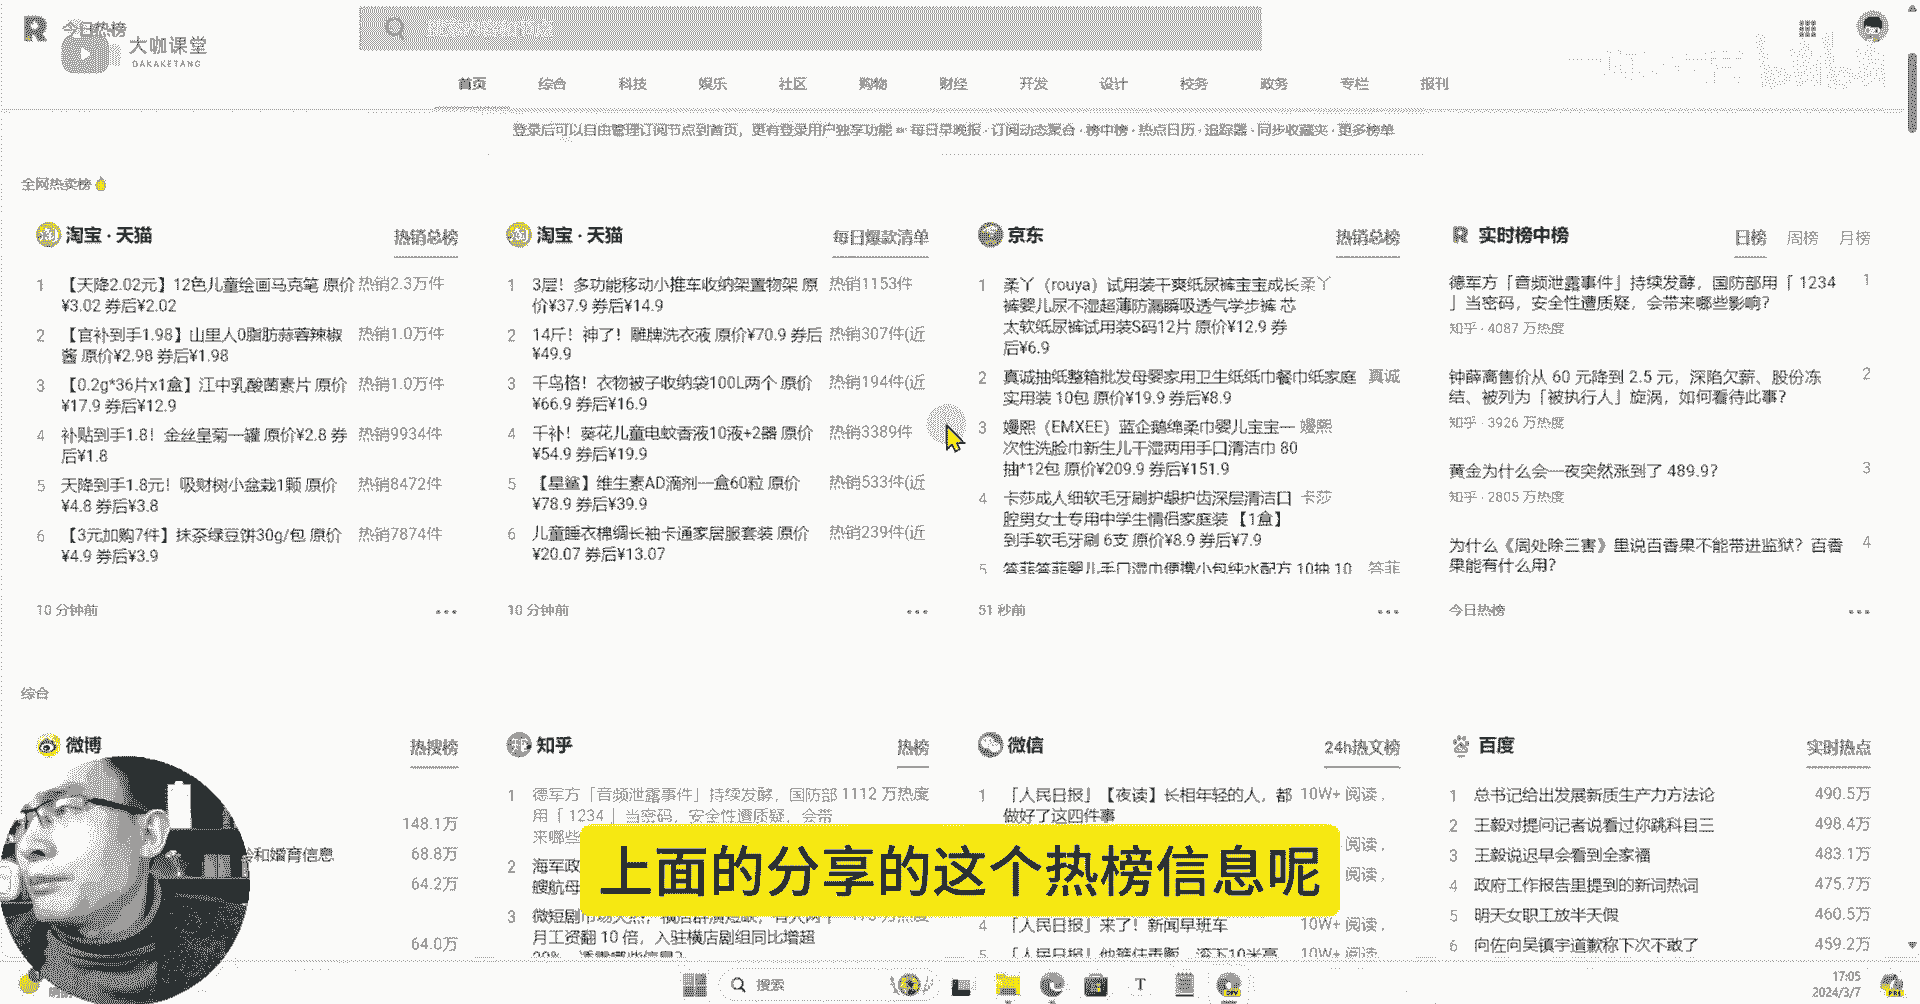 今日热榜
大咖课堂
DAKAKETANG
首页 综合 科技 娱乐 社区 购物 财经 开发 设计 校务 政务 专栏 报刊
登录后可以自由管理订阅节点到首页，更有登录用户独享功能 = 每日早晚报 · 订阅动态聚合 · 榜中榜 · 热点日历 · 追踪器 · 同步收藏夹 · 更多榜单
全网热卖榜
淘宝 · 天猫 热销总榜
1 【天降2.02元】12色儿童绘画马克笔 原价 热销2.3万件
¥3.02 券后¥2.02
2 【官补到手1.98】山里人0脂肪蒜蓉辣椒 热销1.0万件
酱 原价¥2.98 券后¥1.98
3 【0.2g*36片x1盒】江中乳酸菌素片 原价 热销1.0万件
¥17.9 券后¥12.9
4 补贴到手1.8！金丝皇菊一罐 原价¥2.8 券 热销9934件
后¥1.8
5 天降到手1.8元！吸财树小盆栽1颗 原价 热销8472件
¥4.8 券后¥3.8
6 【3元加购7件】抹茶绿豆饼30g/包 原价 热销7874件
¥4.9 券后¥3.9
10 分钟前
淘宝 · 天猫 每日爆款清单
1 3层！多功能移动小推车收纳架置物架 原 热销1153件
价¥37.9 券后¥14.9
2 14斤！神了！雕牌洗衣液 原价¥70.9 券后 热销307件(近
¥49.9
3 千鸟格！衣物被子收纳袋100L两个 原价 热销194件(近
¥66.9 券后¥16.9
4 千补！葵花儿童电蚊香液10液+2器 原价 热销3389件
¥54.9 券后¥19.9
5 【星鲨】维生素AD滴剂一盒60粒 原价 热销533件(近
¥78.9 券后¥39.9
6 儿童睡衣棉绸长袖卡通家居服套装 原价 热销239件(近
¥20.07 券后¥13.07
10 分钟前
京东 热销总榜
1 柔丫（rouya）试用装干爽纸尿裤宝宝成长 柔丫
裤婴儿尿不湿超薄防漏瞬吸透气学步裤 芯
太软纸尿裤试用装S码12片 原价¥12.9 券
后¥6.9
2 真诚抽纸整箱批发母婴家用卫生纸纸巾餐巾纸家庭 真诚
实用装 10包 原价¥19.9 券后¥8.9
3 嫚熙（EMXEE）蓝企鹅绵柔巾婴儿宝宝一 嫚熙
次性洗脸巾新生儿干湿两用手口清洁巾 80
抽*12包 原价¥209.9 券后¥151.9
4 卡莎成人细软毛牙刷护龈护齿深层清洁口 卡莎
腔男女士专用中学生情侣家庭装 【1盒】
到手软毛牙刷 6支 原价¥8.9 券后¥7.9
5 答菲答菲婴儿手口湿巾便携小包纯水配方 10抽 10 答菲
51 秒前
实时榜中榜 日榜 周榜 月榜
德军方「音频泄露事件」持续发酵，国防部用「 1234 1
」当密码，安全性遭质疑，会带来哪些影响？
知乎 · 4087 万热度
钟薛高售价从 60 元降到 2.5 元，深陷欠薪、股份冻 2
结、被列为「被执行人」旋涡，如何看待此事？
知乎 · 3926 万热度
黄金为什么会一夜突然涨到了 489.9？ 3
知乎 · 2805 万热度
为什么《周处除三害》里说百香果不能带进监狱？百香 4
果能有什么用？
今日热榜
综合
微博 热搜榜
148.1万
和婚育信息 68.8万
64.2万
64.0万
知乎 热榜
1 德军方「音频泄露事件」持续发酵，国防部 1112 万热度
用「 1234 」当密码，安全性遭质疑，会带
来哪些
2 海军政
艘航母
3 微短剧市场火热，横店群演短缺，有人两个
月工资翻 10 倍，入驻横店剧组同比增超
微信 24h热文榜
1 「人民日报」【夜读】长相年轻的人，都 10W+ 阅读，
做好了这四件事
阅读，
阅读，
4 「人民日报」来了！新闻早班车 10W+ 阅读，
5 「人民日报」他锁住毒贩，滚下10米高 10W+ 阅读，
百度 实时热点
1 总书记给出发展新质生产力方法论 490.5万
2 王毅对提问记者说看过你跳科目三 498.4万
3 王毅说迟早会看到全家福 483.1万
4 政府工作报告里提到的新词热词 475.7万
5 明天女职工放半天假 460.5万
6 向佐向吴镇宇道歉称下次不敢了 459.2万
上面的分享的这个热榜信息呢
搜索
17:05
2024/3/7